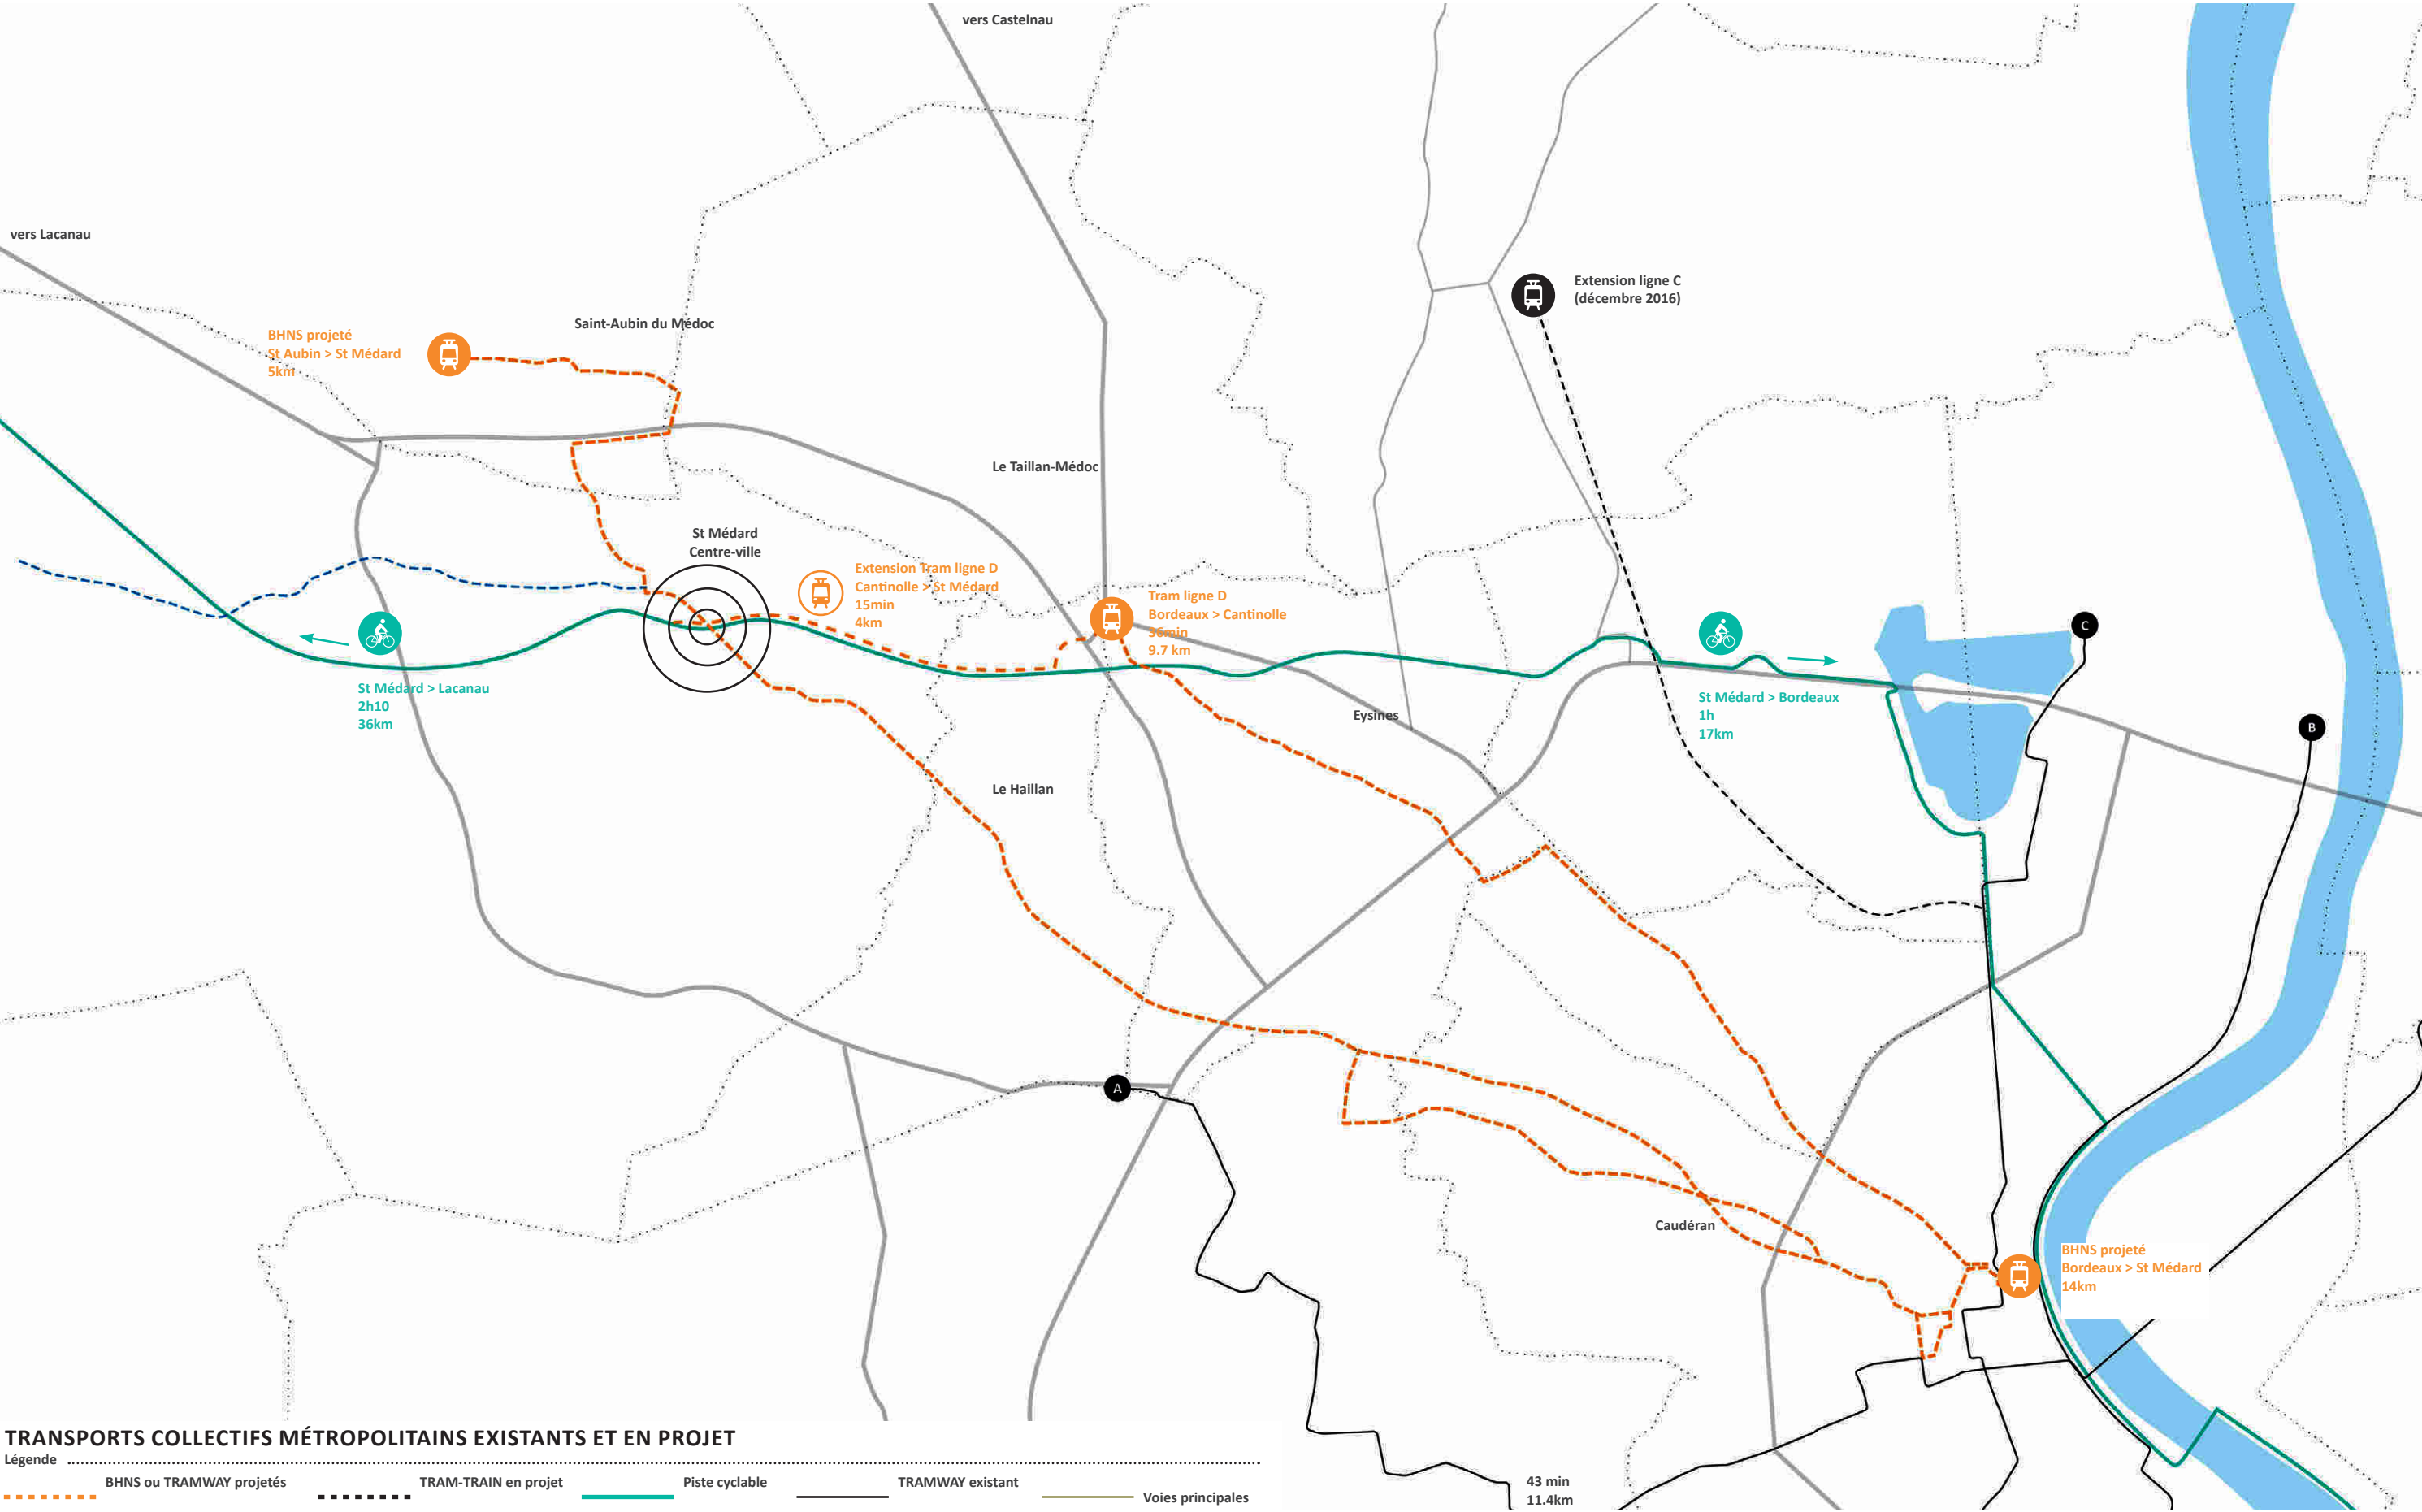 vers Castelnau
vers Lacanau
Extension ligne C
(décembre 2016)
BHNS projeté
St Aubin > St Médard
5km
Saint-Aubin du Médoc
Le Taillan-Médoc
St Médard
Centre-ville
Extension Tram ligne D
Cantinolle > St Médard
15min
4km
Tram ligne D
Bordeaux > Cantinolle
36min
9.7 km
C
St Médard > Lacanau
2h10
36km
St Médard > Bordeaux
1h
17km
Eysines
B
Le Haillan
A
Caudéran
BHNS projeté
Bordeaux > St Médard
14km
TRANSPORTS COLLECTIFS MÉTROPOLITAINS EXISTANTS ET EN PROJET
Légende
BHNS ou TRAMWAY projetés
TRAM-TRAIN en projet
Piste cyclable
TRAMWAY existant
Voies principales
43 min
11.4km